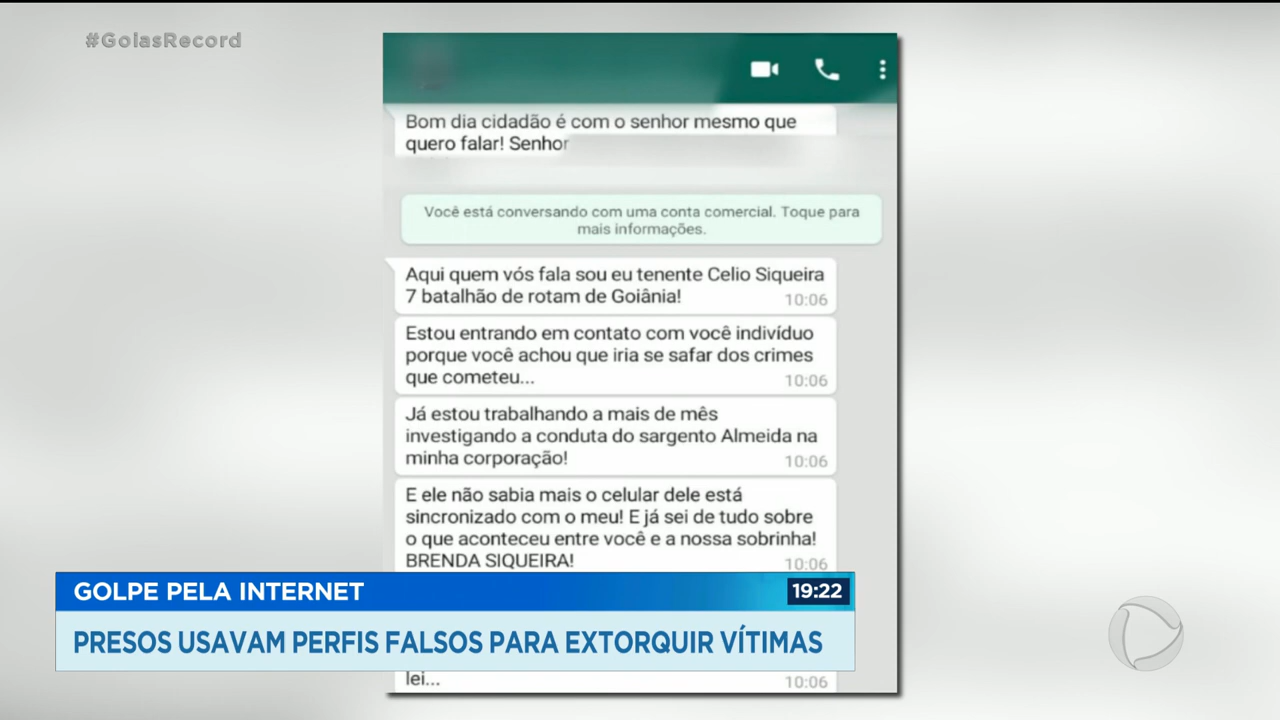 #GoiasRecord
Bom dia cidadão é com o senhor mesmo que
quero falar! Senhor
Você está conversando com uma conta comercial. Toque para
mais informações.
Aqui quem vós fala sou eu tenente Celio Siqueira
7 batalhão de rotam de Goiânia!
10:06
Estou entrando em contato com você indivíduo
porque você achou que iria se safar dos crimes
que cometeu...
10:06
Já estou trabalhando a mais de mês
investigando a conduta do sargento Almeida na
minha corporação!
10:06
E ele não sabia mais o celular dele está
sincronizado com o meu! E já sei de tudo sobre
o que aconteceu entre você e a nossa sobrinha!
BRENDA SIQUEIRA!
10:06
GOLPE PELA INTERNET
19:22
PRESOS USAVAM PERFIS FALSOS PARA EXTORQUIR VÍTIMAS
lei...
10:06